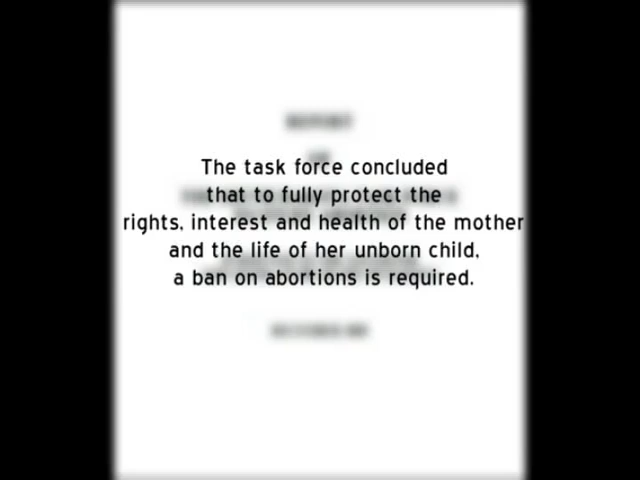 REPORT
The task force concluded
that to fully protect the
rights, interest and health of the mother
and the life of her unborn child,
a ban on abortions is required.